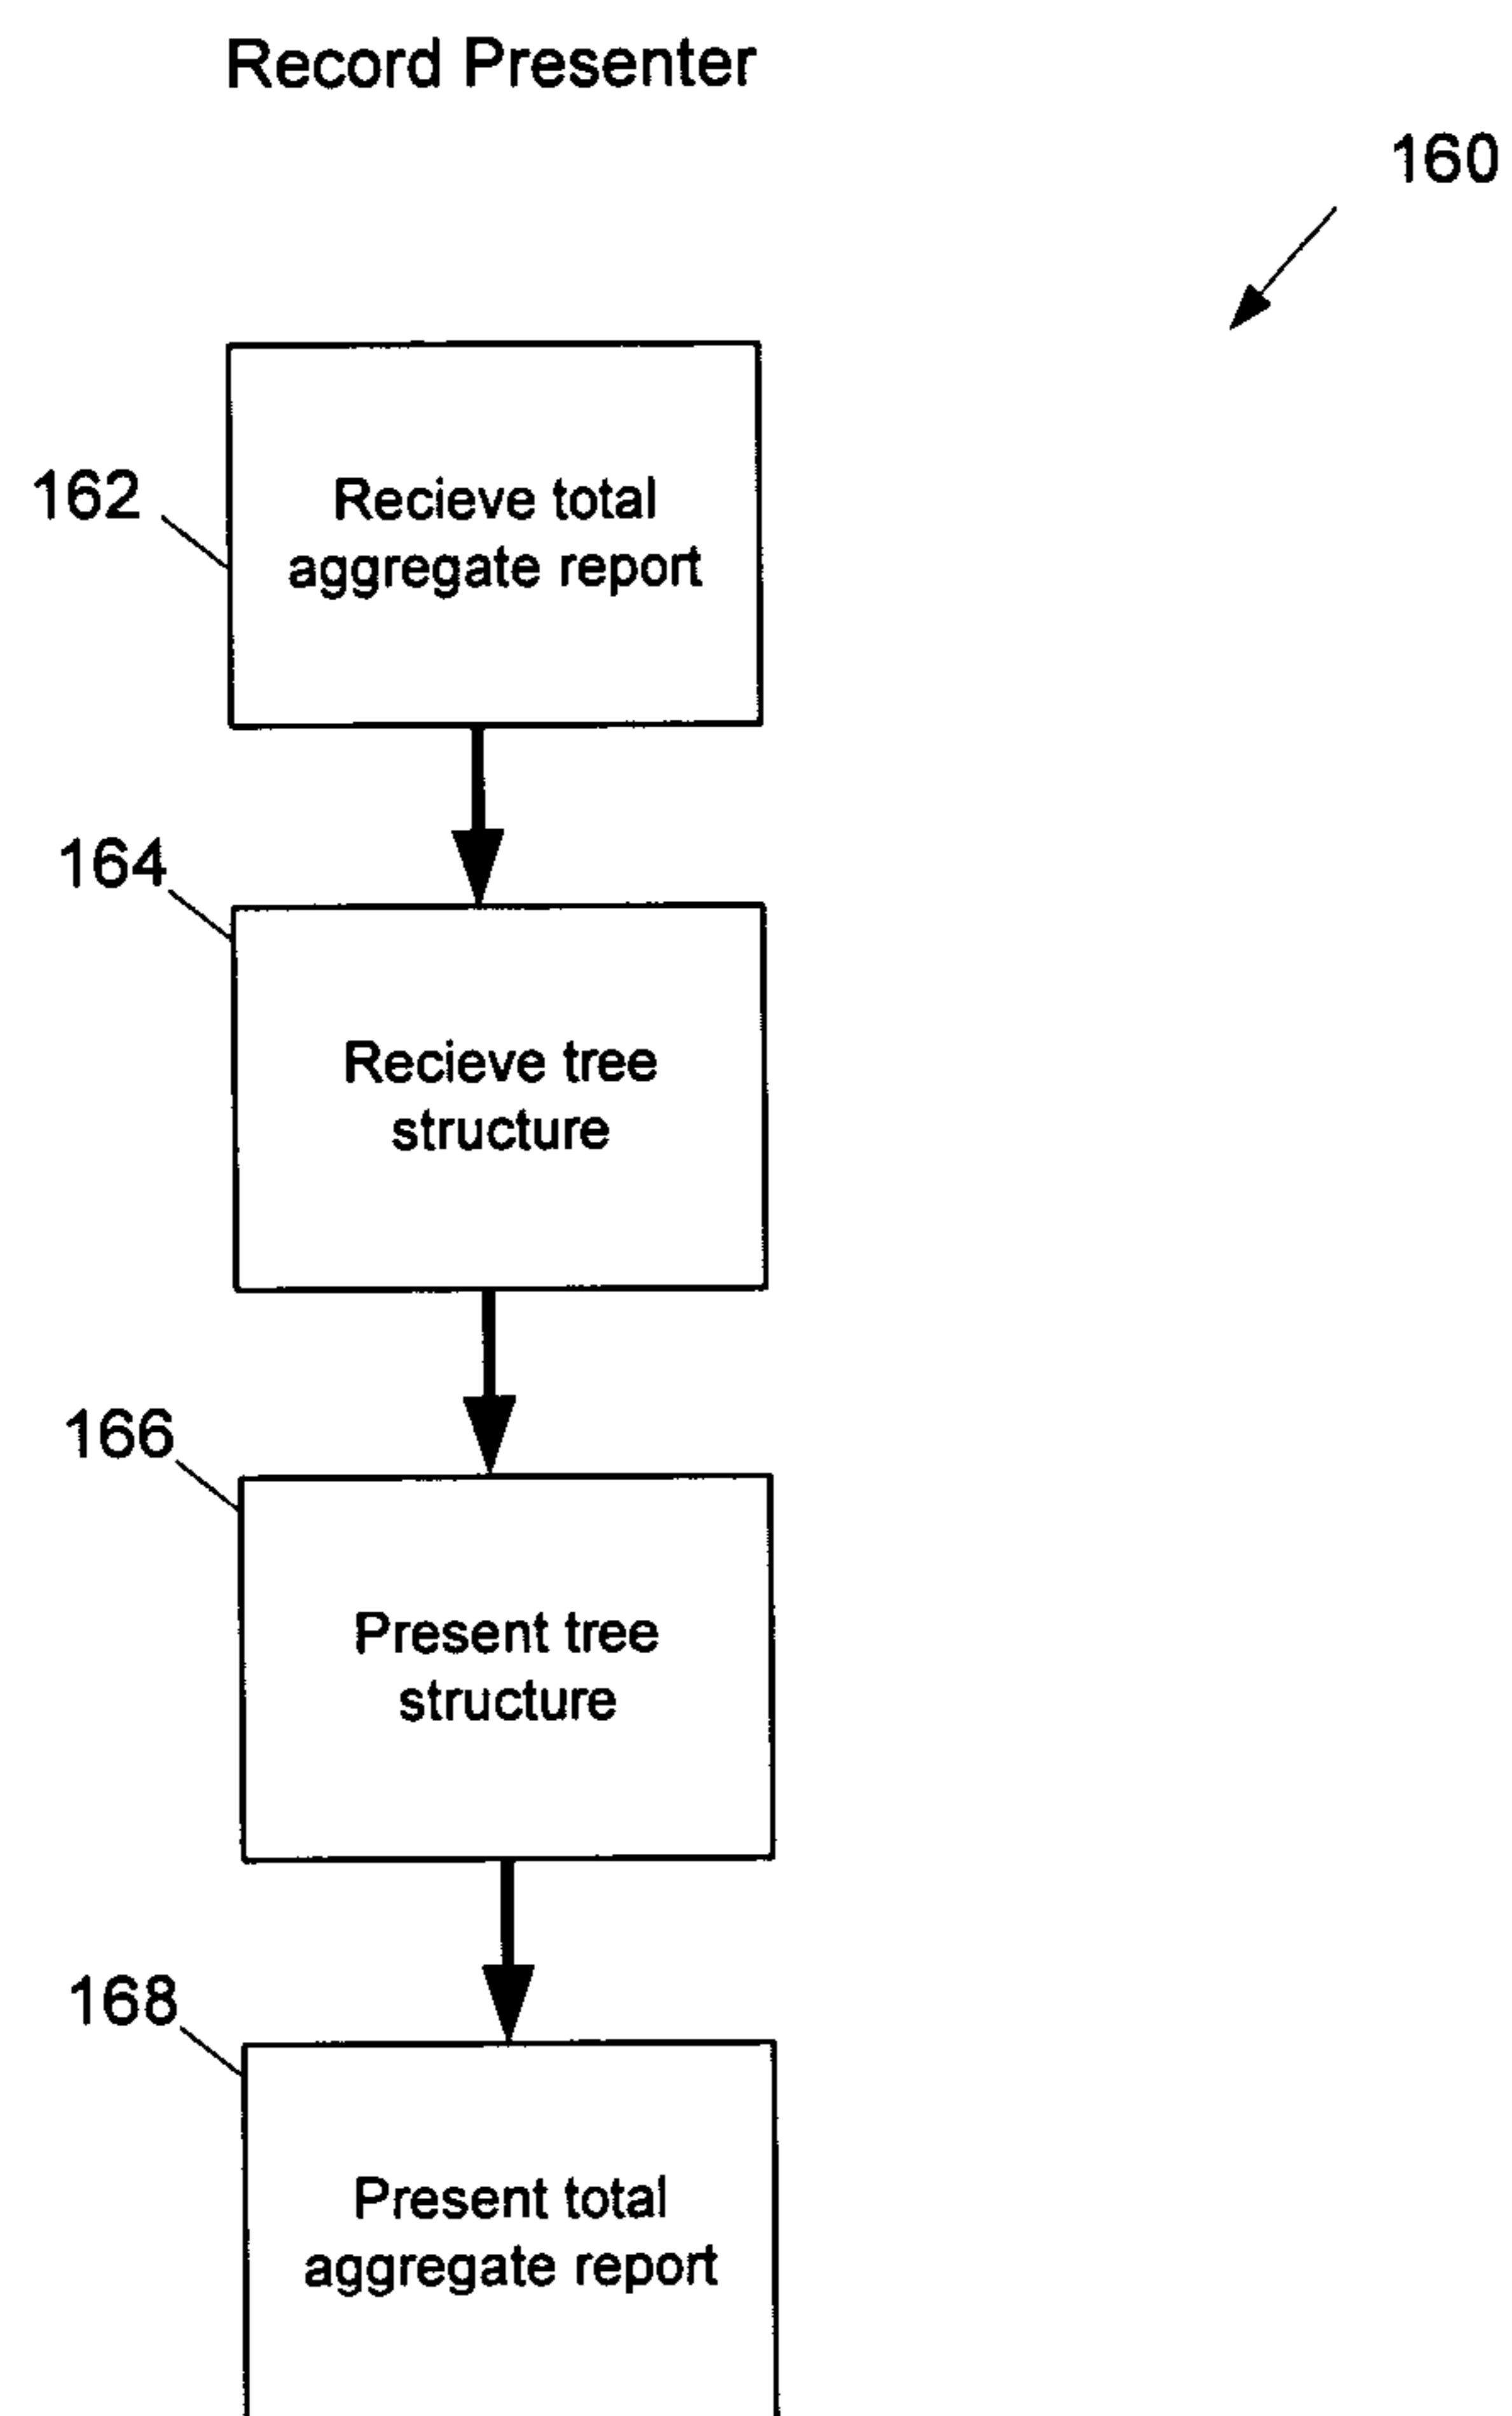 Record Presenter
160
162
Recieve total
aggregate report
164
Recieve tree
structure
166
Present tree
structure
168
Present total
aggregate report